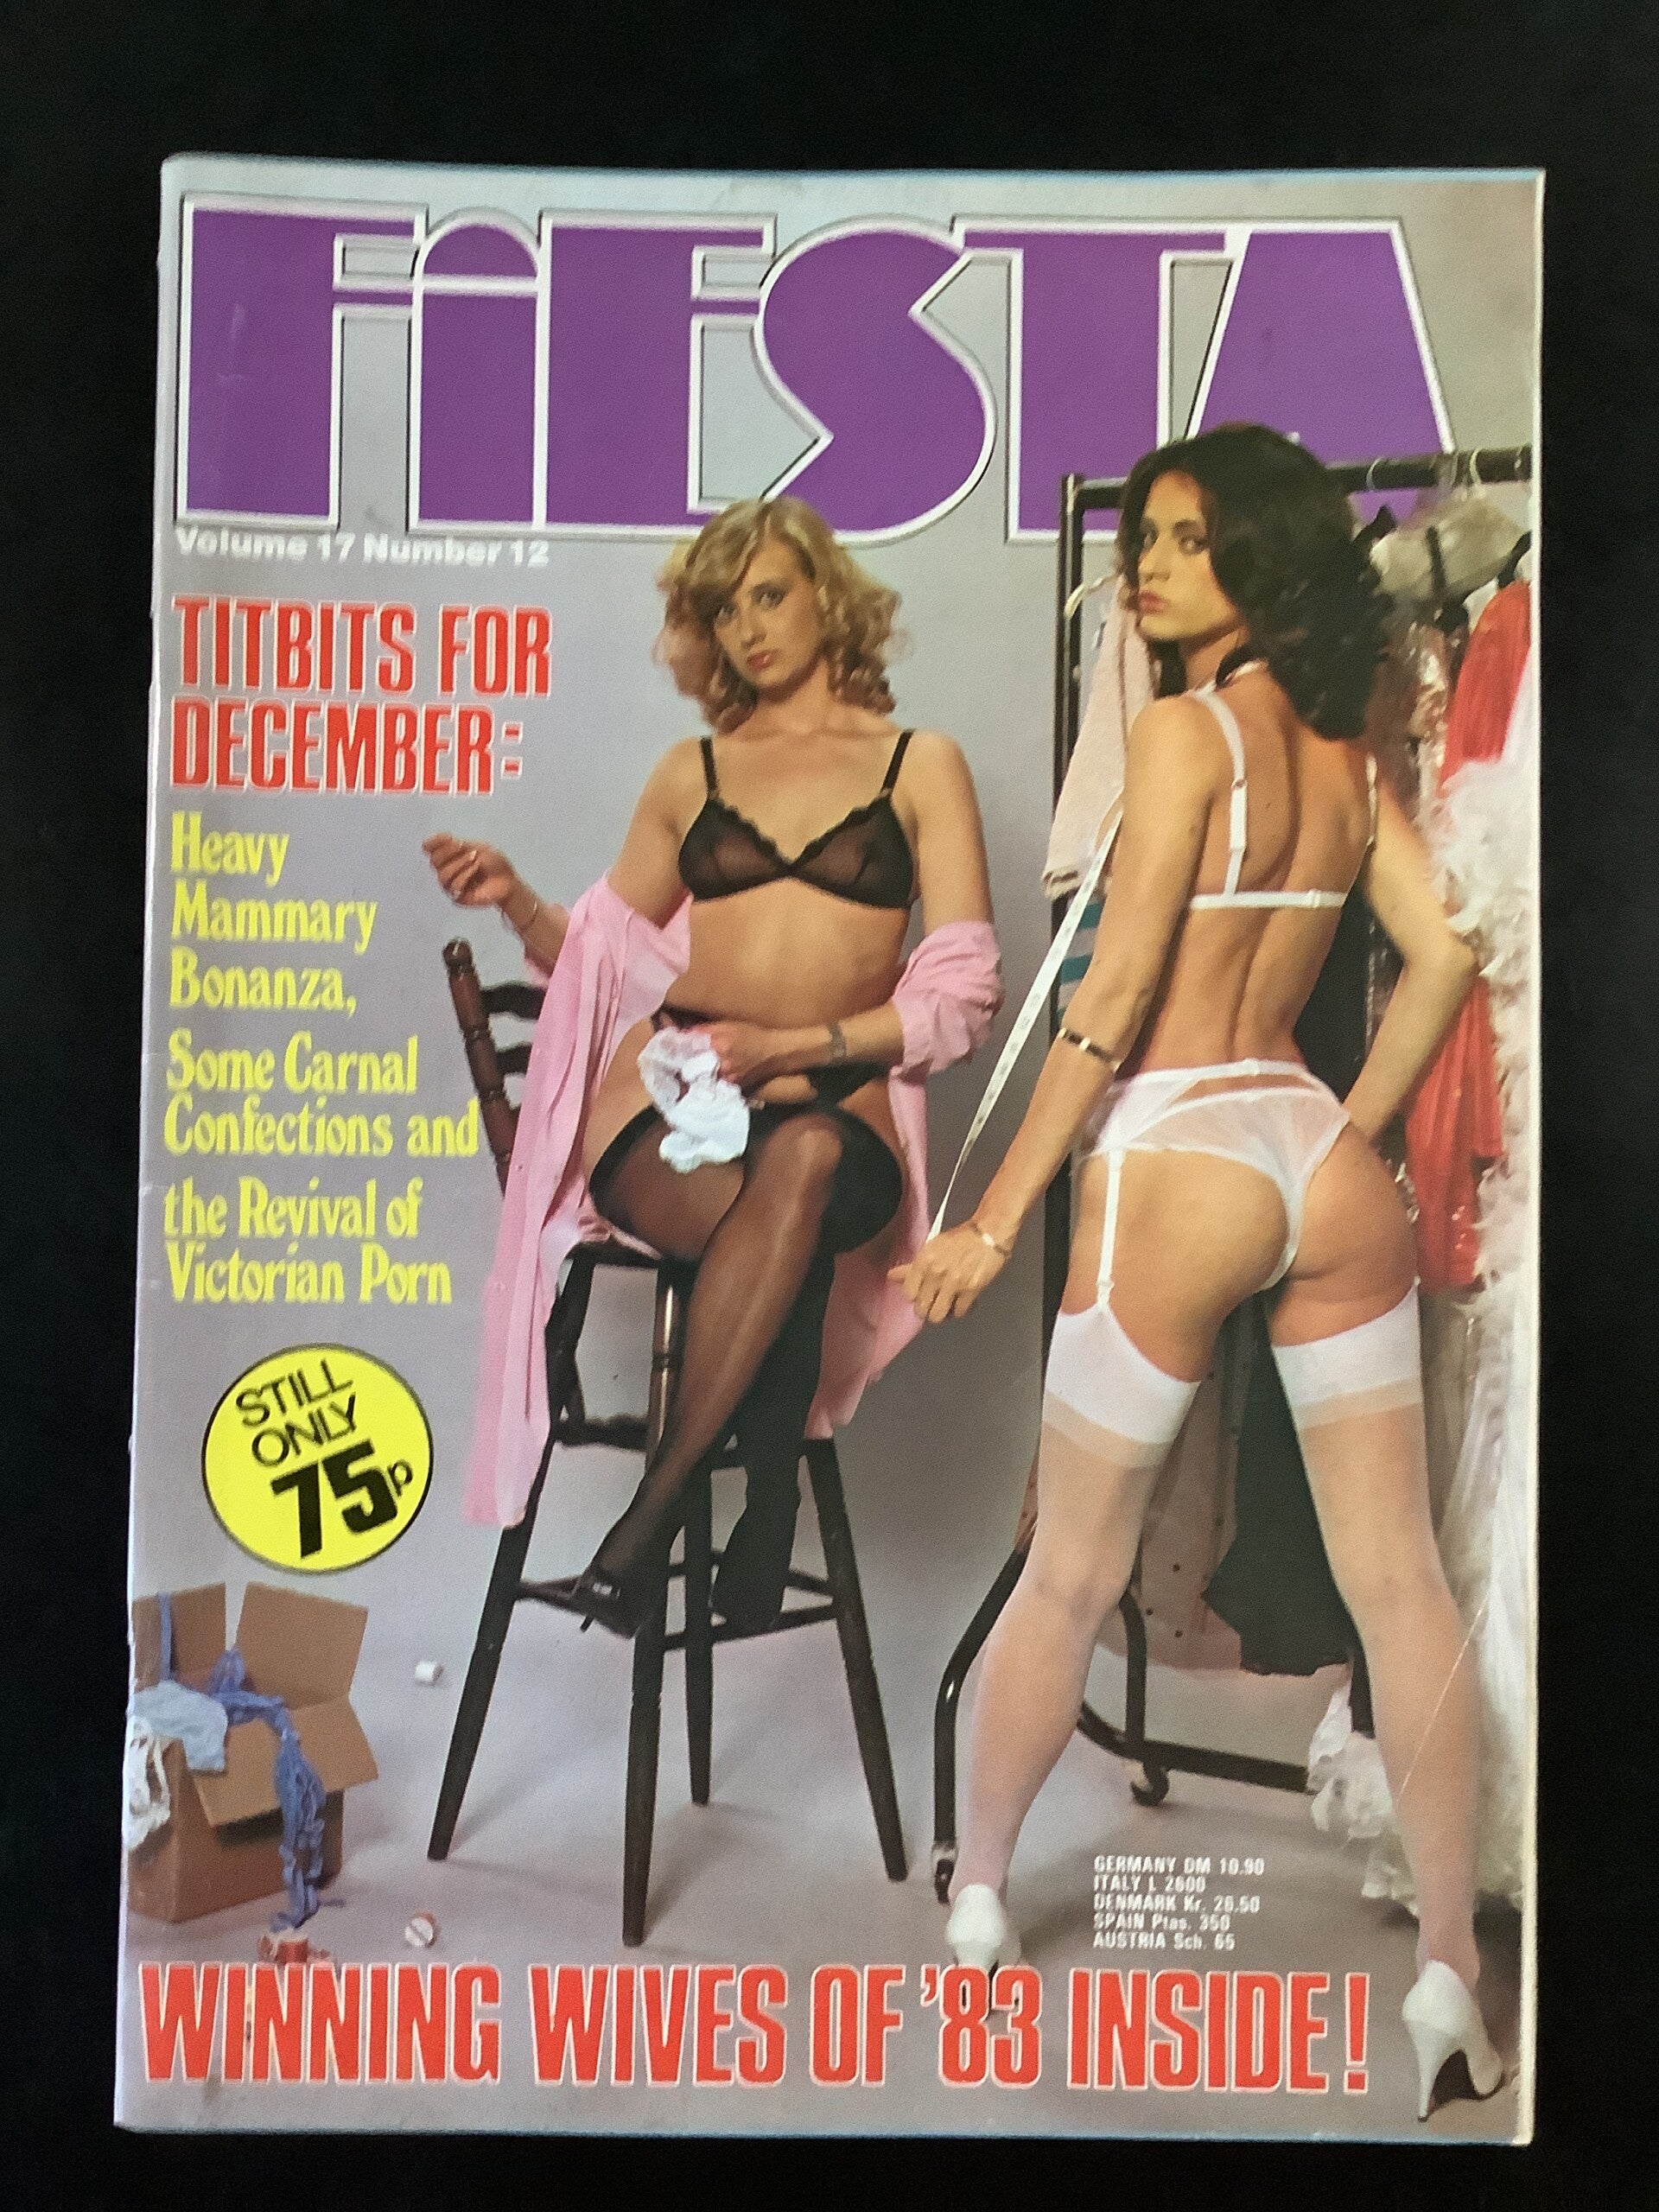 FiESTA
Volume 17 Number 12
TITBITS FOR
DECEMBER:
Heavy
Mammary
Bonanza,
Some Carnal
Confections and
the Revival of
Victorian Porn
STILL
ONLY
75p
GERMANY DM 10.90
ITALY L 2600
DENMARK Kr. 26.50
SPAIN Ptas. 350
AUSTRIA Sch. 65
WINNING WIVES OF '83 INSIDE!